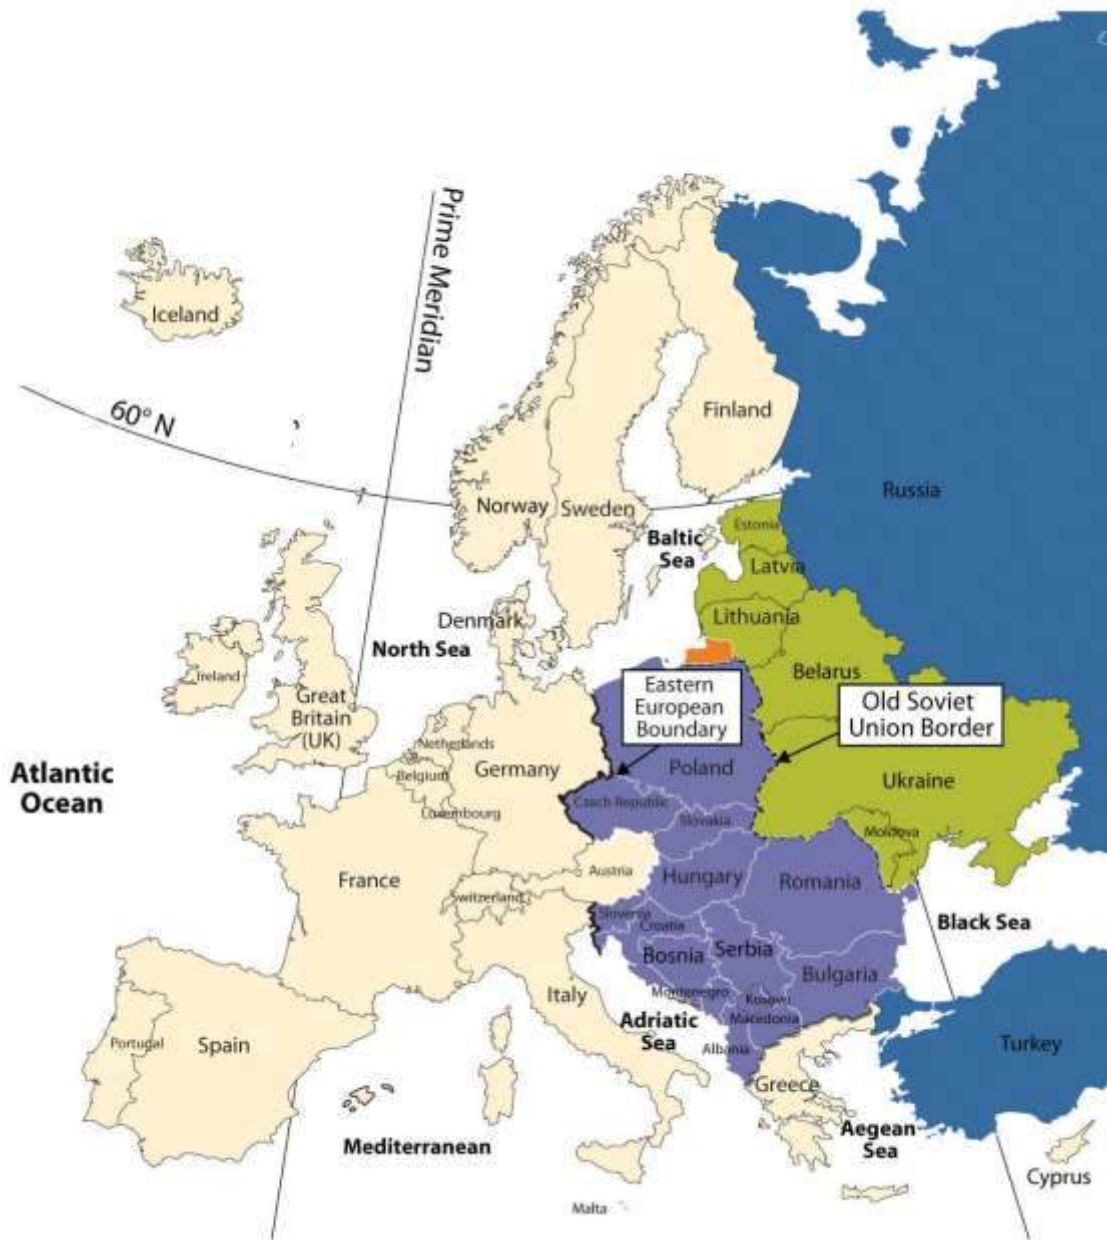 Prime Meridian
Iceland
60° N
Finland
Russia
Norway
Sweden
Estonia
Baltic
Sea
Latvia
Denmark
Lithuania
North Sea
Ireland
Belarus
Great
Britain
(UK)
Eastern
European
Boundary
Old Soviet
Union Border
Netherlands
Atlantic
Ocean
Belgium
Germany
Poland
Ukraine
Luxembourg
Czech Republic
Slovakia
Moldova
France
Austria
Hungary
Romania
Switzerland
Slovenia
Croatia
Black Sea
Bosnia
Serbia
Bulgaria
Italy
Montenegro
Kosovo
Macedonia
Adriatic
Sea
Portugal
Spain
Albania
Turkey
Greece
Mediterranean
Aegean
Sea
Cyprus
Malta